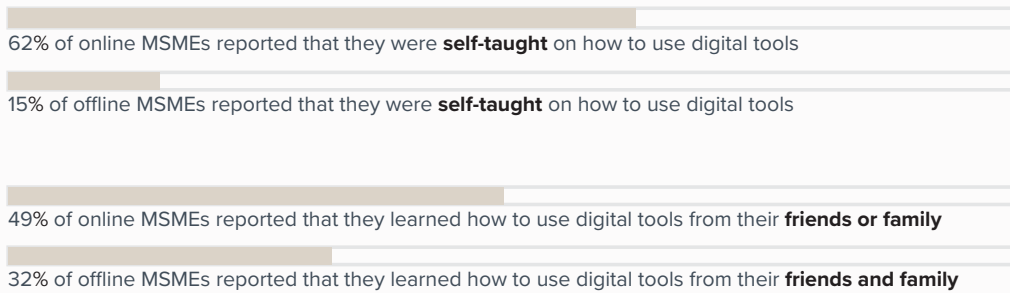 62% of online MSMEs reported that they were self-taught on how to use digital tools
15% of offline MSMEs reported that they were self-taught on how to use digital tools
49% of online MSMEs reported that they learned how to use digital tools from their friends or family
32% of offline MSMEs reported that they learned how to use digital tools from their friends and family